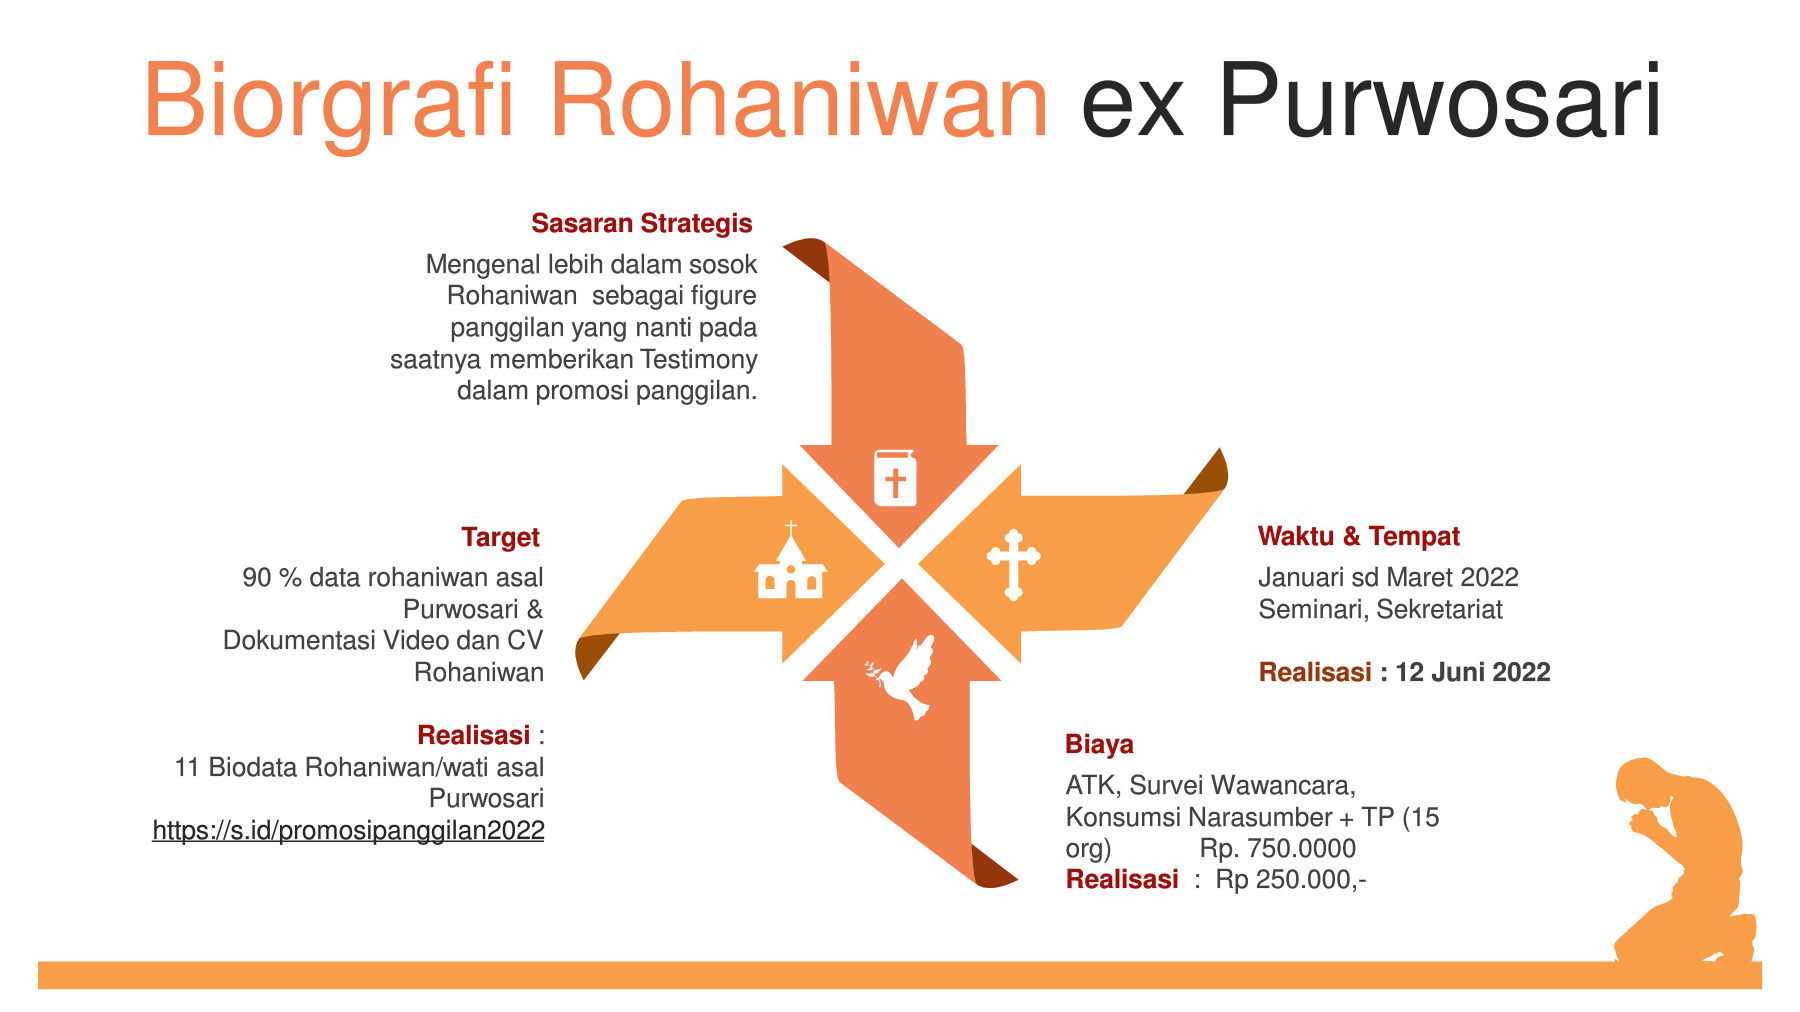 Biorgrafi Rohaniwan ex Purwosari
Sasaran Strategis
Mengenal lebih dalam sosok
Rohaniwan  sebagai figure
panggilan yang nanti pada
saatnya memberikan Testimony
dalam promosi panggilan.
Target
90 % data rohaniwan asal
Purwosari &
Dokumentasi Video dan CV
Rohaniwan
Realisasi :
11 Biodata Rohaniwan/wati asal
Purwosari
https://s.id/promosipanggilan2022
Waktu & Tempat
Januari sd Maret 2022
Seminari, Sekretariat
Realisasi : 12 Juni 2022
Biaya
ATK, Survei Wawancara,
Konsumsi Narasumber + TP (15
org) Rp. 750.0000
Realisasi  :  Rp 250.000,-